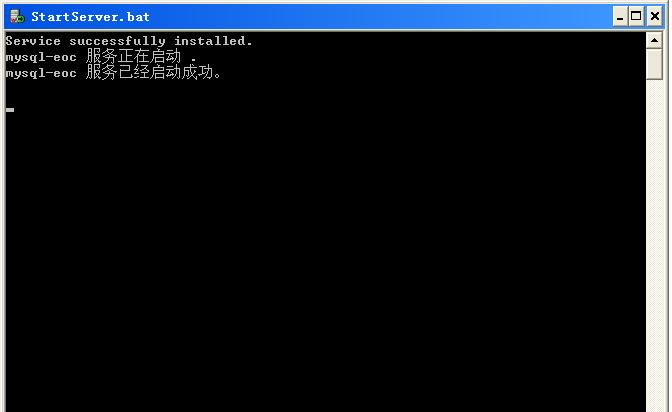 StartServer.bat
Service successfully installed.
mysql-eoc 服务正在启动 .
mysql-eoc 服务已经启动成功。